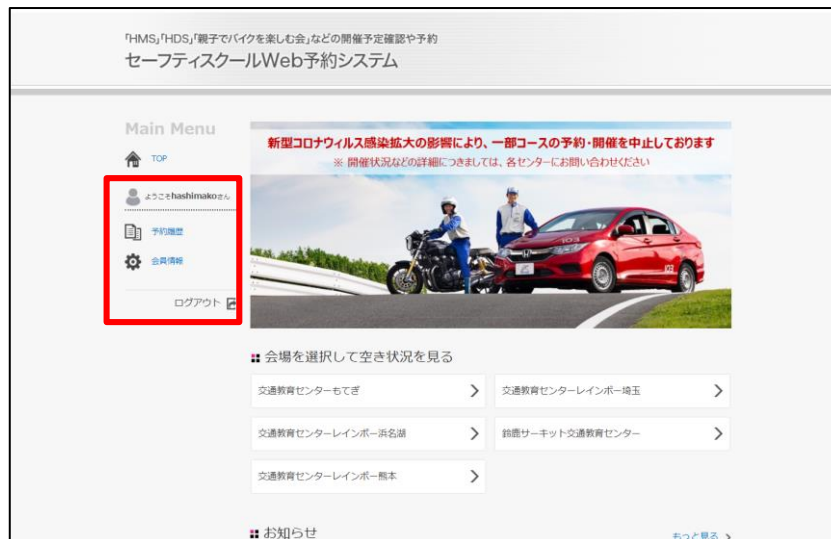 「HMS」「HDS」「親子でバイクを楽しむ会」などの開催予定確認や予約
セーフティスクールWeb予約システム
Main Menu
TOP
ようこそhashimakoさん
予約履歴
会員情報
ログアウト
新型コロナウィルス感染拡大の影響により、一部コースの予約・開催を中止しております
※ 開催状況などの詳細につきましては、各センターにお問い合わせください
103
103
会場を選択して空き状況を見る
交通教育センターもてぎ
交通教育センターレインボー埼玉
交通教育センターレインボー浜名湖
鈴鹿サーキット交通教育センター
交通教育センターレインボー熊本
お知らせ
もっと見る